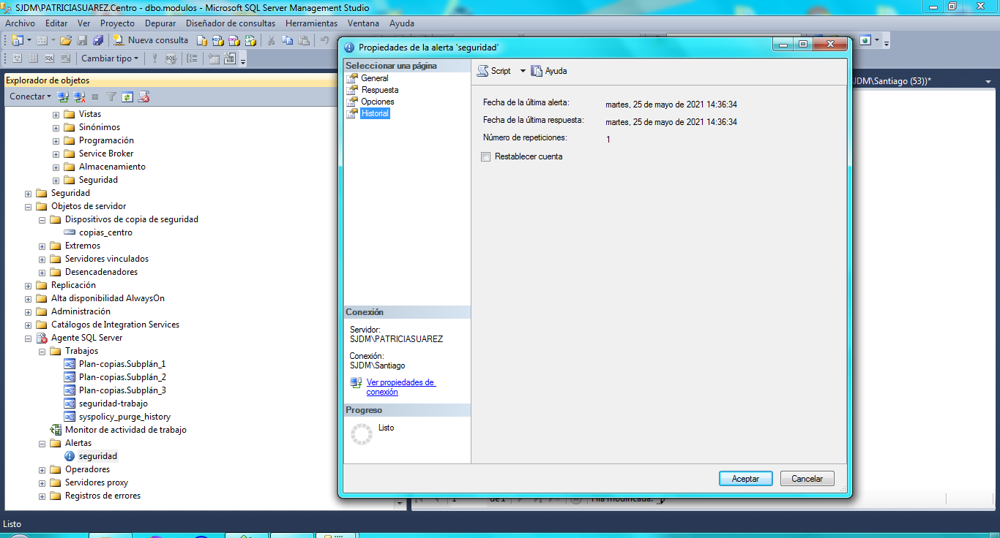 SJDM\PATRICIASUAREZ.Centro - dbo.modulos - Microsoft SQL Server Management Studio
Archivo Editar Ver Proyecto Depurar Diseñador de consultas Herramientas Ventana Ayuda
Nueva consulta
Cambiar tipo
Explorador de objetos
JDM\Santiago (53))*
Conectar
Vistas
Sinónimos
Programación
Service Broker
Almacenamiento
Seguridad
Seguridad
Objetos de servidor
Dispositivos de copia de seguridad
copias_centro
Extremos
Servidores vinculados
Desencadenadores
Replicación
Alta disponibilidad AlwaysOn
Administración
Catálogos de Integration Services
Agente SQL Server
Trabajos
Plan-copias.Subplán_1
Plan-copias.Subplán_2
Plan-copias.Subplán_3
seguridad-trabajo
syspolicy_purge_history
Monitor de actividad de trabajo
Alertas
seguridad
Operadores
Servidores proxy
Registros de errores
Propiedades de la alerta 'seguridad'
Seleccionar una página
General
Respuesta
Opciones
Historial
Script Ayuda
Fecha de la última alerta: martes, 25 de mayo de 2021 14:36:34
Fecha de la última respuesta: martes, 25 de mayo de 2021 14:36:34
Número de repeticiones: 1
Restablecer cuenta
Conexión
Servidor:
SJDM\PATRICIASUAREZ
Conexión:
SJDM\Santiago
Ver propiedades de
conexión
Progreso
Listo
Aceptar Cancelar
1 de 1 Fila modificada.
Listo